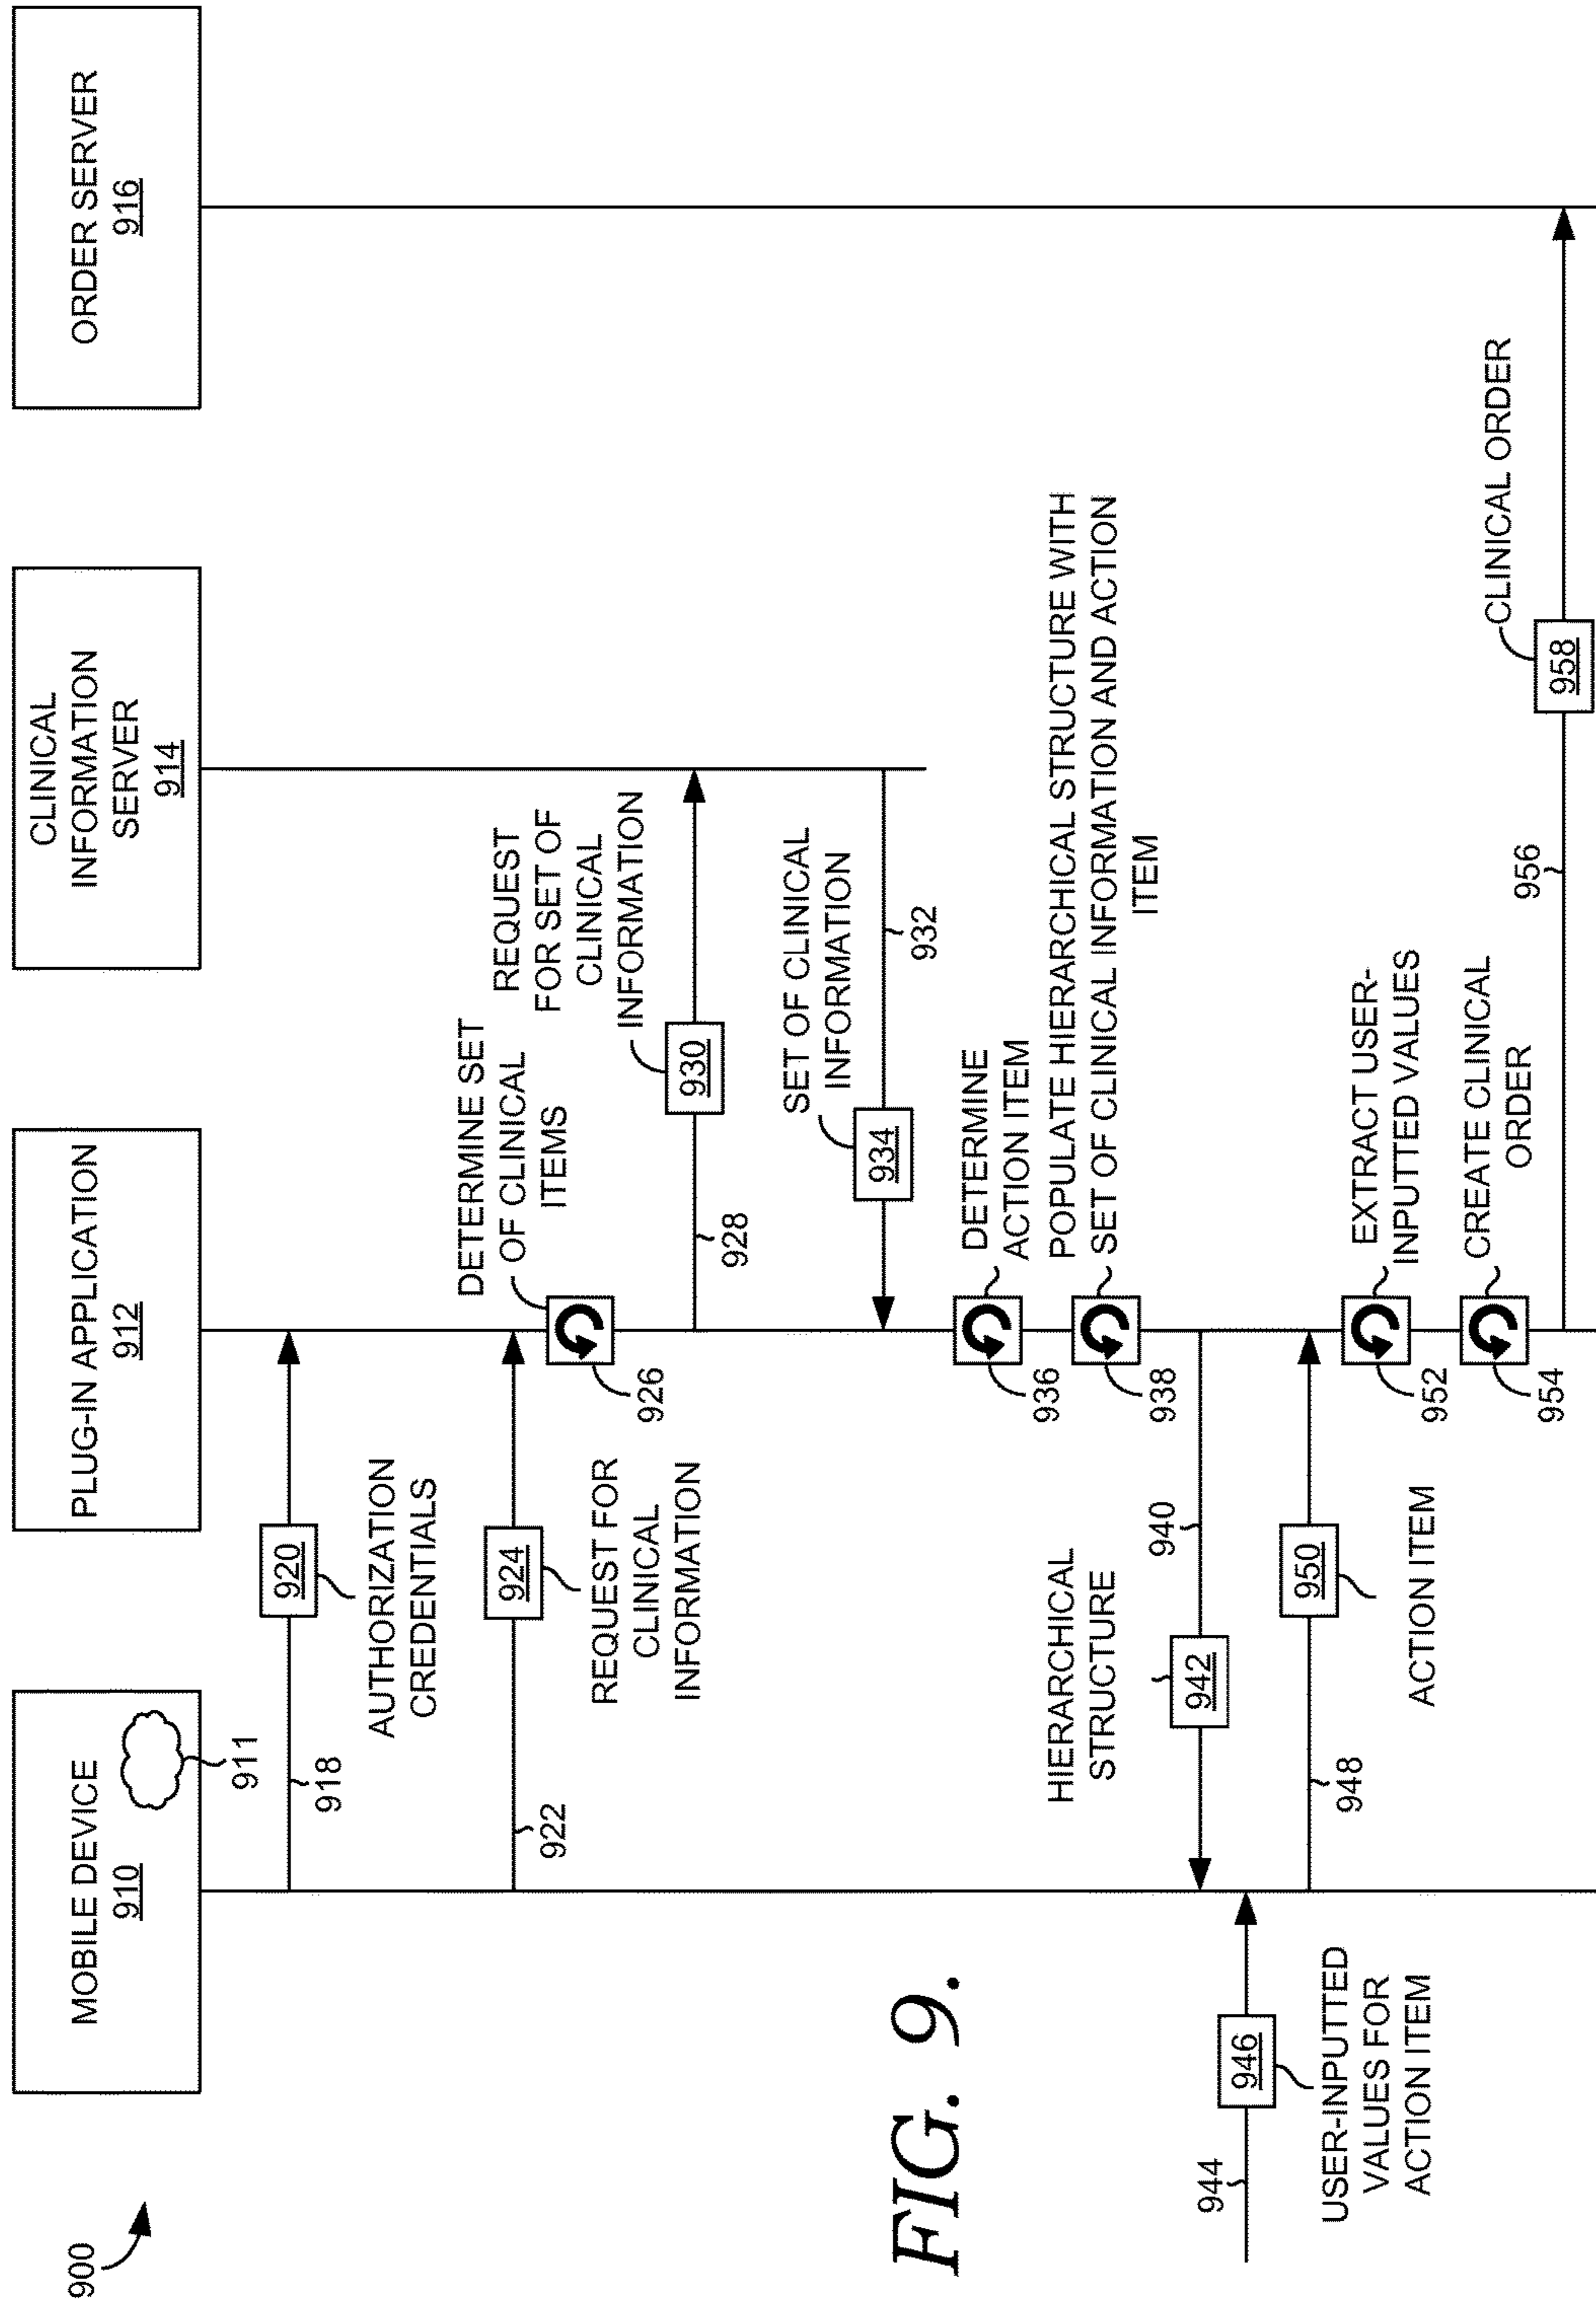 900
MOBILE DEVICE
910
911
PLUG-IN APPLICATION
912
CLINICAL
INFORMATION
SERVER
914
ORDER SERVER
916
918
920
AUTHORIZATION
CREDENTIALS
922
924
REQUEST FOR
CLINICAL
INFORMATION
DETERMINE SET
OF CLINICAL
ITEMS
926
928
930
REQUEST
FOR SET OF
CLINICAL
INFORMATION
932
934
SET OF CLINICAL
INFORMATION
936
DETERMINE
ACTION ITEM
938
POPULATE HIERARCHICAL STRUCTURE WITH
SET OF CLINICAL INFORMATION AND ACTION
ITEM
HIERARCHICAL
STRUCTURE
940
942
944
946
USER-INPUTTED
VALUES FOR
ACTION ITEM
948
950
ACTION ITEM
952
EXTRACT USER-
INPUTTED VALUES
954
CREATE CLINICAL
ORDER
956
958
CLINICAL ORDER
FIG. 9.